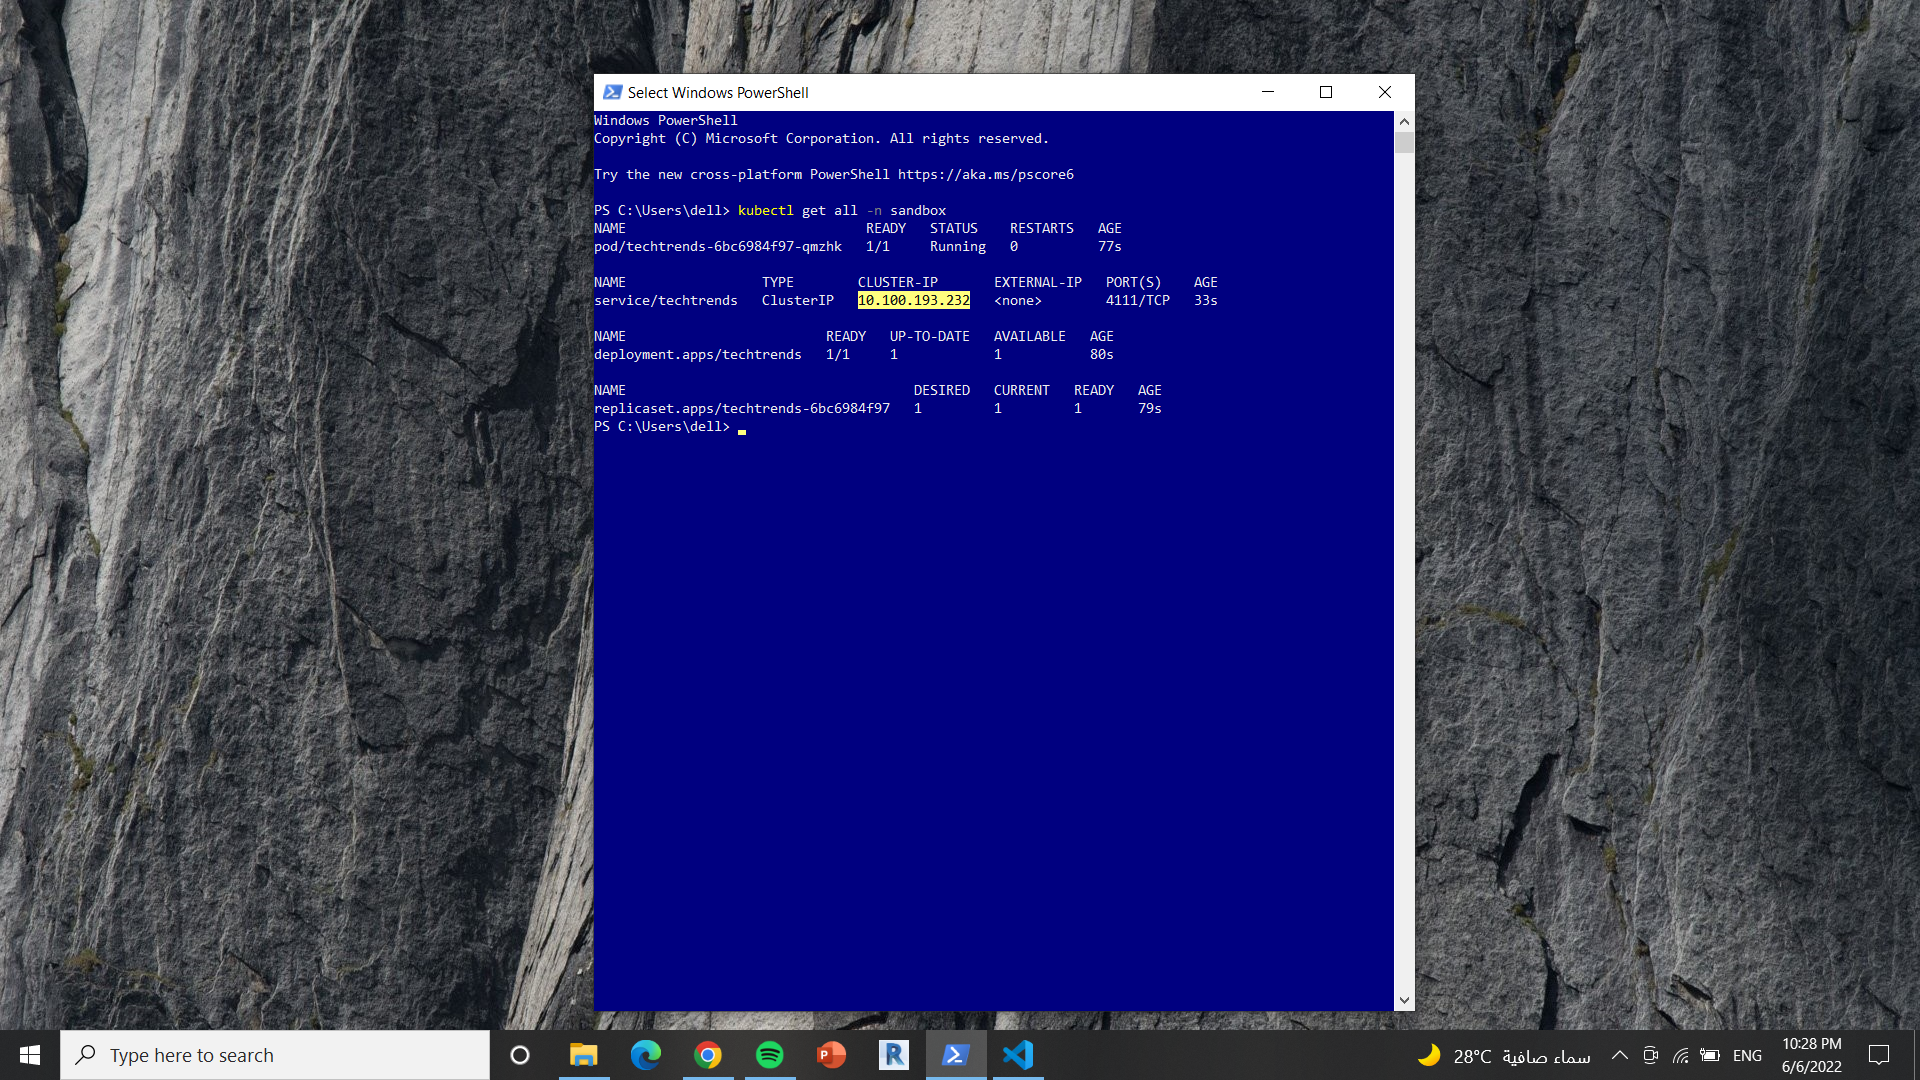 Select Windows PowerShell
Windows PowerShell
Copyright (C) Microsoft Corporation. All rights reserved.
Try the new cross-platform PowerShell https://aka.ms/pscore6
PS C:\Users\dell> kubectl get all -n sandbox
NAME READY STATUS RESTARTS AGE
pod/techtrends-6bc6984f97-qmzhk 1/1 Running 0 77s
NAME TYPE CLUSTER-IP EXTERNAL-IP PORT(S) AGE
service/techtrends ClusterIP 10.100.193.232 <none> 4111/TCP 33s
NAME READY UP-TO-DATE AVAILABLE AGE
deployment.apps/techtrends 1/1 1 1 80s
NAME DESIRED CURRENT READY AGE
replicaset.apps/techtrends-6bc6984f97 1 1 1 79s
PS C:\Users\dell>
Type here to search
P
R
28°C سماء صافية
ENG
10:28 PM
6/6/2022